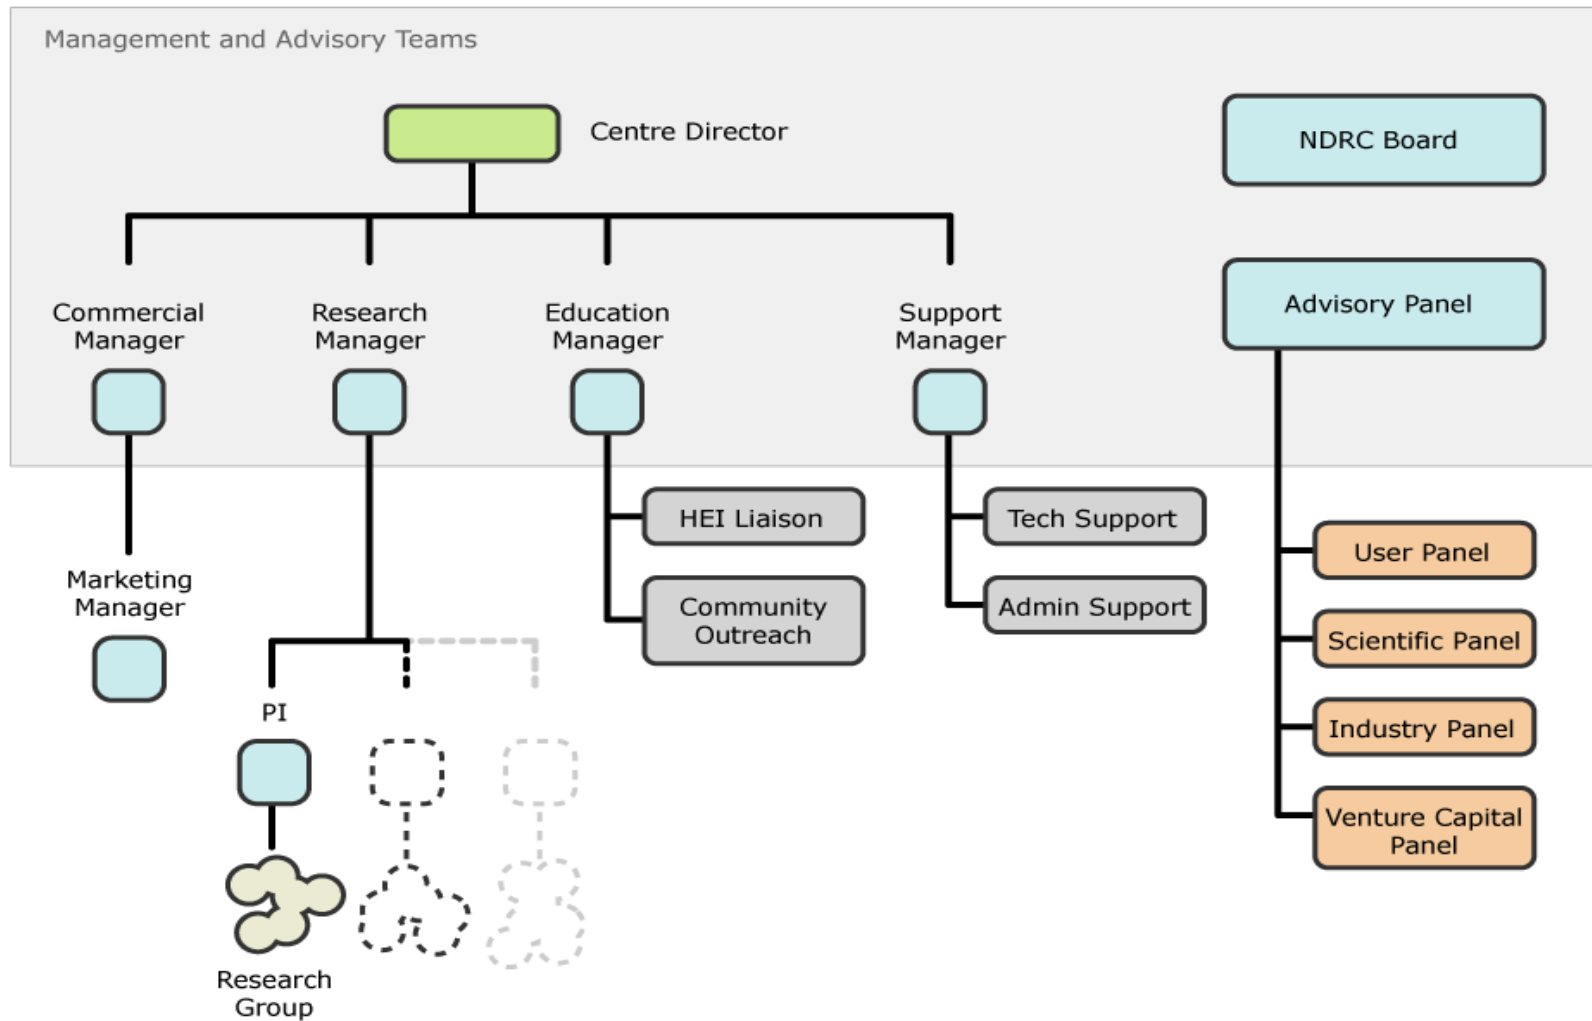 Management and Advisory Teams
Centre Director
NDRC Board
Commercial
Manager
Research
Manager
Education
Manager
Support
Manager
Advisory Panel
HEI Liaison
Community
Outreach
Tech Support
Admin Support
Marketing
Manager
PI
Research
Group
User Panel
Scientific Panel
Industry Panel
Venture Capital
Panel